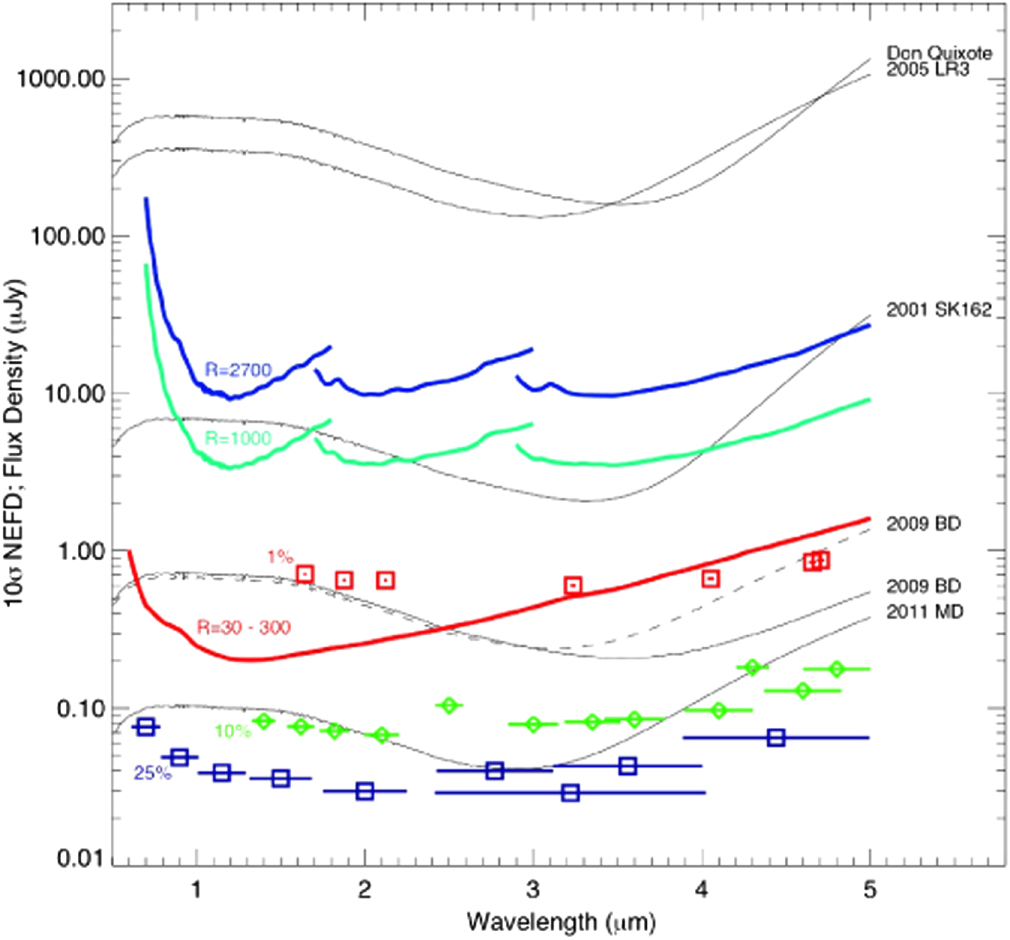 Don Quixote
2005 LR3
1000.00
100.00
2001 SK162
10.00
R=2700
R=1000
2009 BD
1.00
1%
2009 BD
2011 MD
R=30 - 300
0.10
10%
25%
0.01
1 2 3 4 5
Wavelength (μm)
10σ NEFD; Flux Density (μJy)